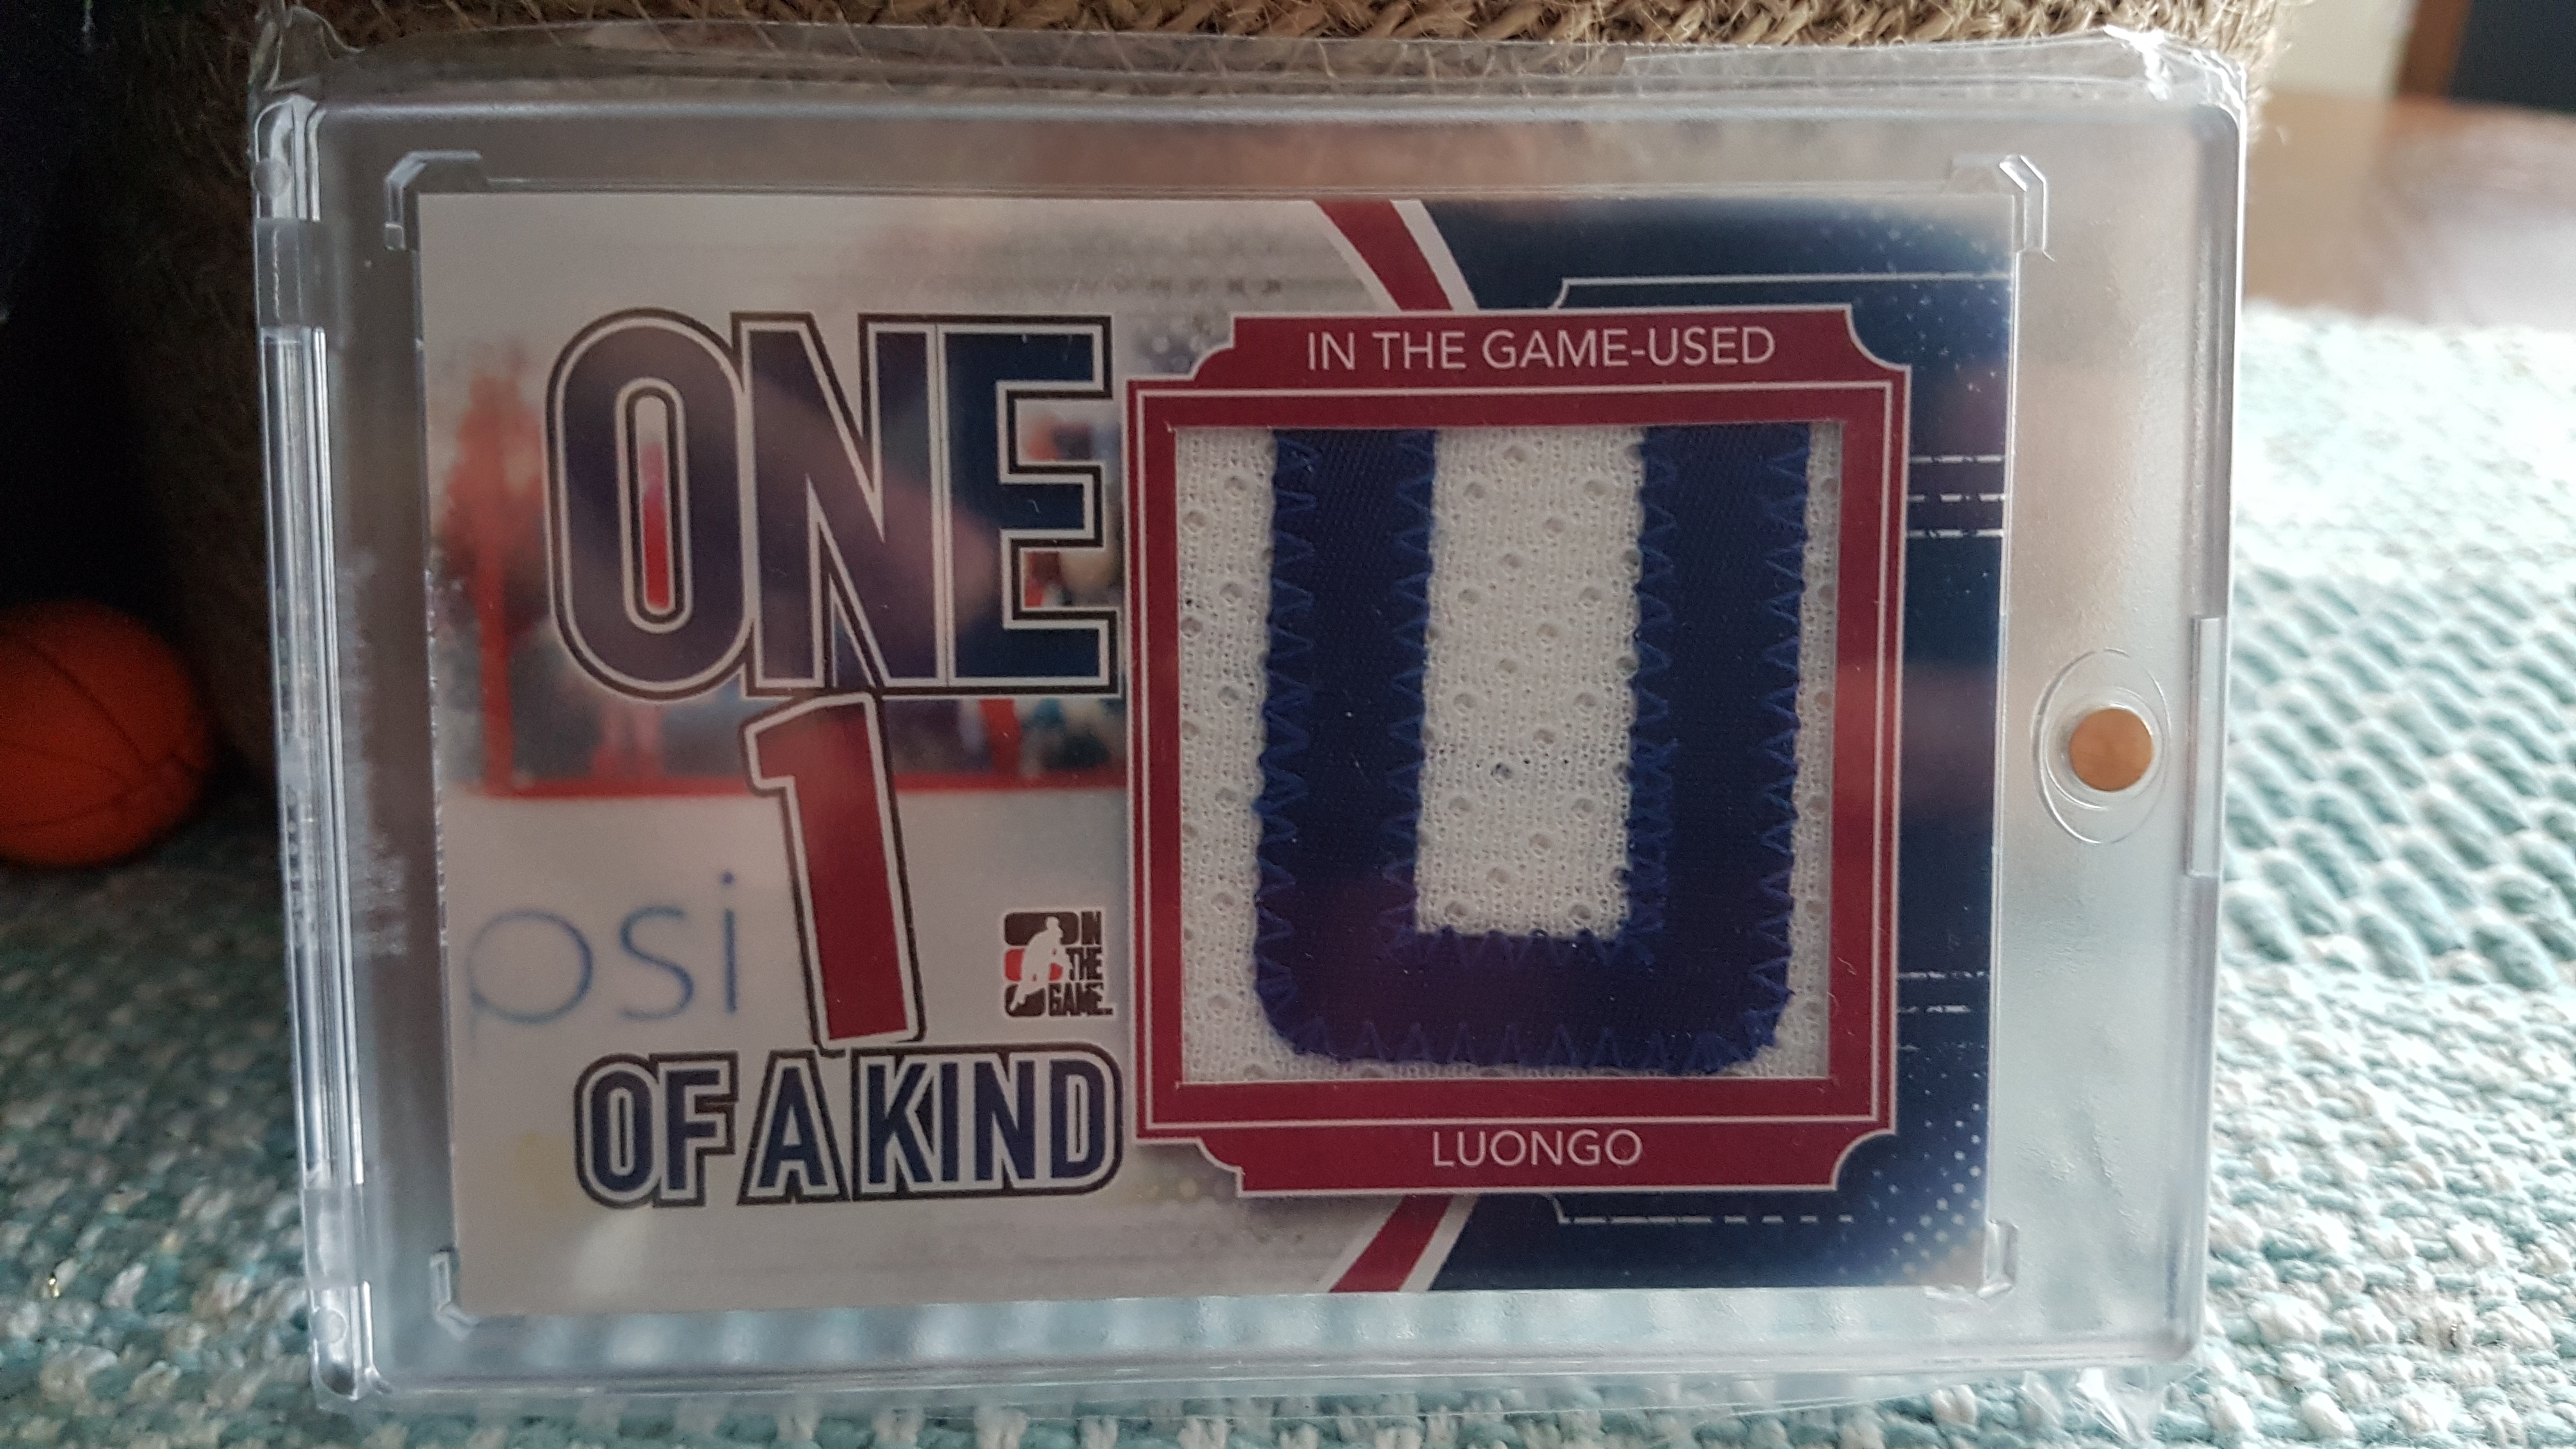 ONE
1
OF A KIND
psi
IN THE GAME.
IN THE GAME-USED
U
LUONGO